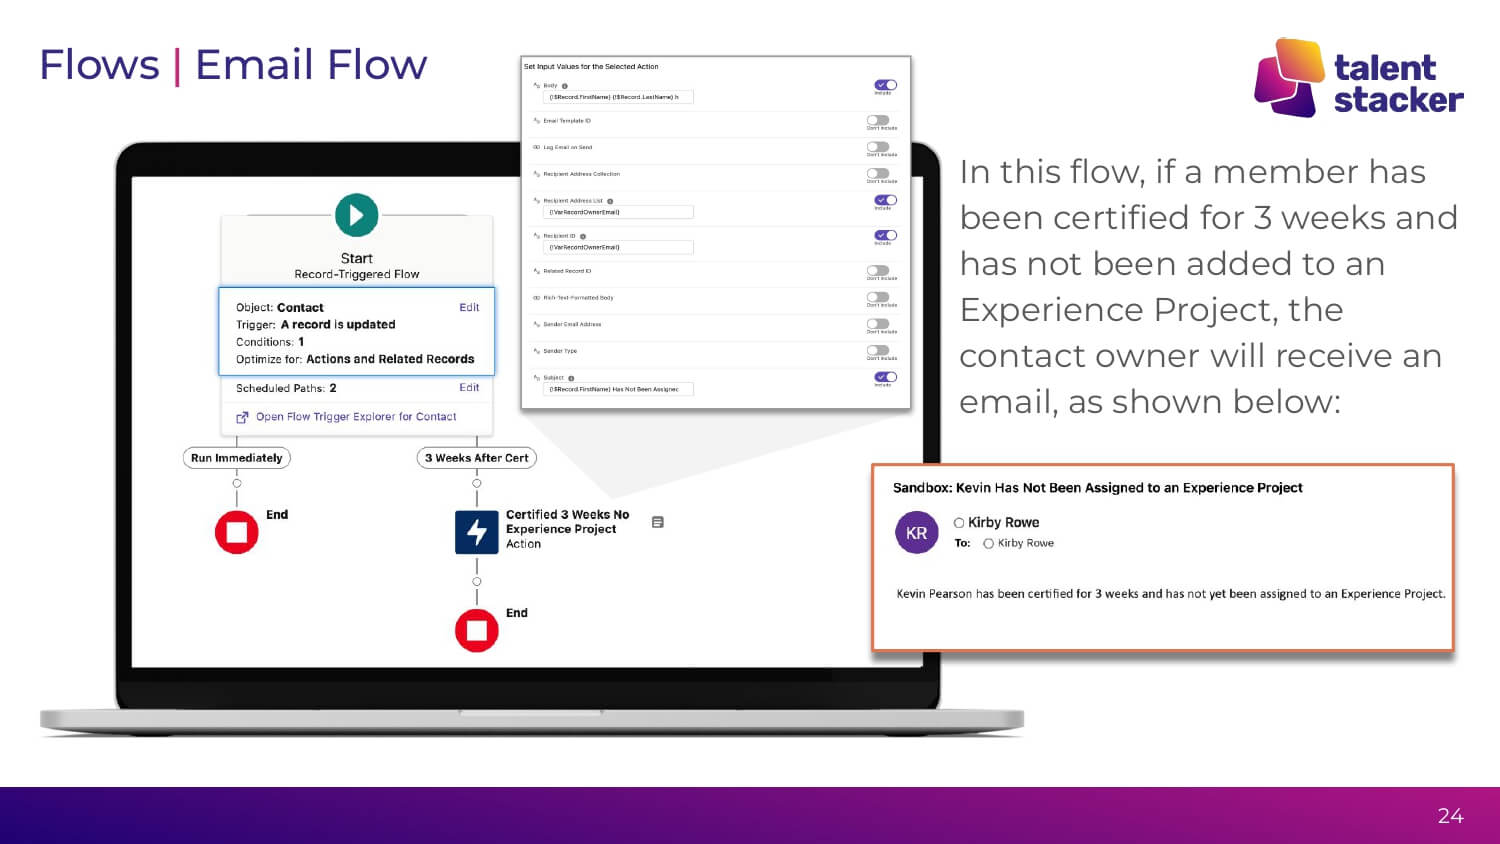 Flows | Email Flow
talent
stacker
Set Input Values for the Selected Action
Body
{!$Record.FirstName} {!$Record.LastName} h
Include
Email Template ID
Don't Include
Log Email on Send
Don't Include
Recipient Address Collection
Don't Include
Recipient Address List
{!VarRecordOwnerEmail}
Include
Recipient ID
{!VarRecordOwnerEmail}
Include
Related Record ID
Don't Include
Rich-Text-Formatted Body
Don't Include
Sender Email Address
Don't Include
Sender Type
Don't Include
Subject
{!$Record.FirstName} Has Not Been Assignec
Include
Start
Record-Triggered Flow
Object: Contact Edit
Trigger: A record is updated
Conditions: 1
Optimize for: Actions and Related Records
Scheduled Paths: 2 Edit
Open Flow Trigger Explorer for Contact
Run Immediately
3 Weeks After Cert
End
Certified 3 Weeks No
Experience Project
Action
End
In this flow, if a member has
been certified for 3 weeks and
has not been added to an
Experience Project, the
contact owner will receive an
email, as shown below:
Sandbox: Kevin Has Not Been Assigned to an Experience Project
KR
Kirby Rowe
To: Kirby Rowe
Kevin Pearson has been certified for 3 weeks and has not yet been assigned to an Experience Project.
24